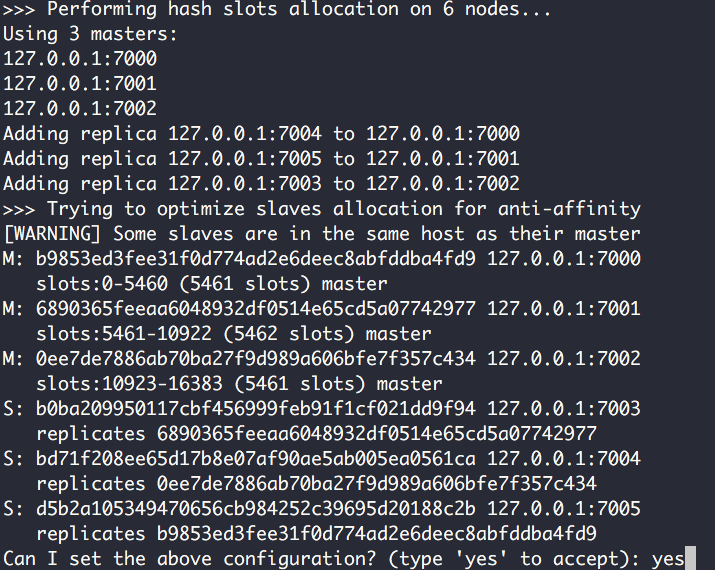 >>> Performing hash slots allocation on 6 nodes...
Using 3 masters:
127.0.0.1:7000
127.0.0.1:7001
127.0.0.1:7002
Adding replica 127.0.0.1:7004 to 127.0.0.1:7000
Adding replica 127.0.0.1:7005 to 127.0.0.1:7001
Adding replica 127.0.0.1:7003 to 127.0.0.1:7002
>>> Trying to optimize slaves allocation for anti-affinity
[WARNING] Some slaves are in the same host as their master
M: b9853ed3fee31f0d774ad2e6deec8abfddba4fd9 127.0.0.1:7000
   slots:0-5460 (5461 slots) master
M: 6890365feeaa6048932df0514e65cd5a07742977 127.0.0.1:7001
   slots:5461-10922 (5462 slots) master
M: 0ee7de7886ab70ba27f9d989a606bfe7f357c434 127.0.0.1:7002
   slots:10923-16383 (5461 slots) master
S: b0ba209950117cbf456999feb91f1cf021dd9f94 127.0.0.1:7003
   replicates 6890365feeaa6048932df0514e65cd5a07742977
S: bd71f208ee65d17b8e07af90ae5ab005ea0561ca 127.0.0.1:7004
   replicates 0ee7de7886ab70ba27f9d989a606bfe7f357c434
S: d5b2a105349470656cb984252c39695d20188c2b 127.0.0.1:7005
   replicates b9853ed3fee31f0d774ad2e6deec8abfddba4fd9
Can I set the above configuration? (type 'yes' to accept): yes